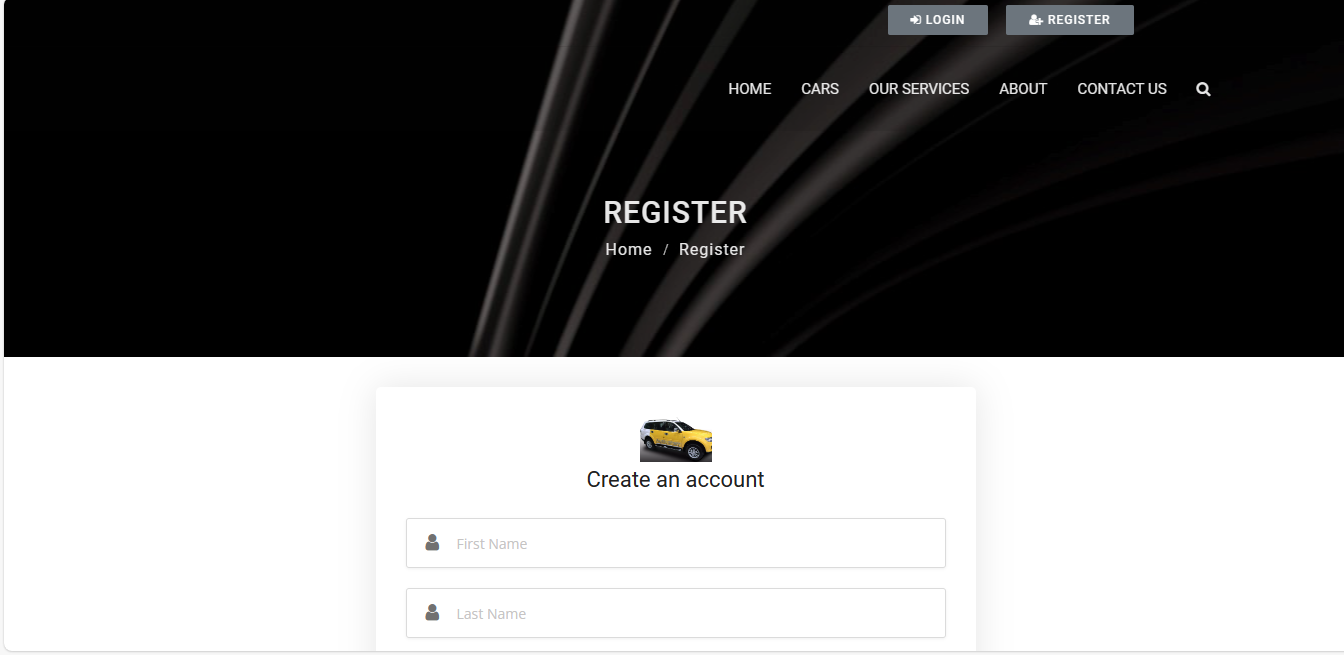 LOGIN REGISTER
HOME CARS OUR SERVICES ABOUT CONTACT US
REGISTER
Home / Register
Create an account
First Name
Last Name